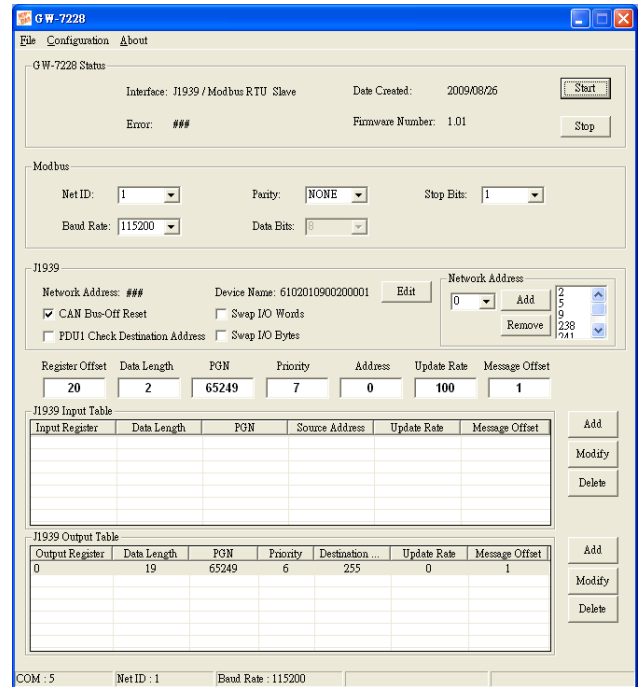 GW-7228
File Configuration About
GW-7228 Status
Interface: J1939 / Modbus RTU Slave Date Created: 2009/08/26 Start
Error: ### Firmware Number: 1.01 Stop
Modbus
Net ID: 1 Parity: NONE Stop Bits: 1
Baud Rate: 115200 Data Bits: 8
J1939
Network Address
Network Address: ### Device Name: 6102010900200001 Edit 0 Add 2
5
CAN Bus-Off Reset Swap I/O Words 9
PDU1 Check Destination Address Swap I/O Bytes Remove 238
241
Register Offset Data Length PGN Priority Address Update Rate Message Offset
20 2 65249 7 0 100 1
J1939 Input Table
Input Register Data Length PGN Source Address Update Rate Message Offset Add
Modify
Delete
J1939 Output Table
Output Register Data Length PGN Priority Destination ... Update Rate Message Offset Add
0 19 65249 6 255 0 1
Modify
Delete
COM : 5 Net ID : 1 Baud Rate : 115200